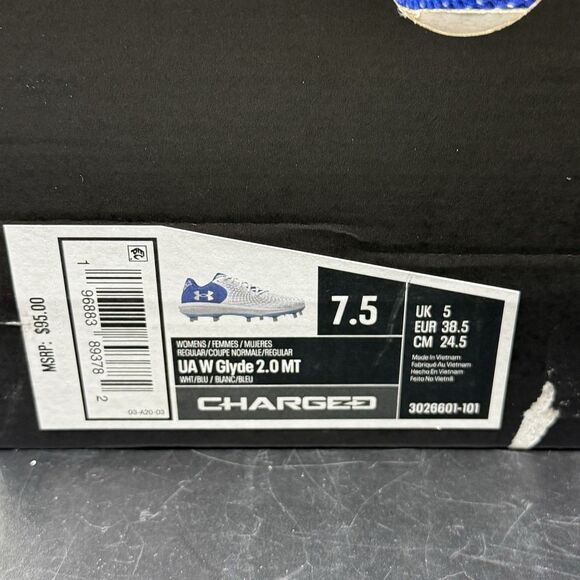 MSRP: $95.00
1 96883 89378 2
03-A20-03
WOMENS / FEMMES / MUJERES
REGULAR/COUPE NORMALE/REGULAR
UA W Glyde 2.0 MT
WHT/BLU / BLANC/BLEU
CHARGED
7.5
UK 5
EUR 38.5
CM 24.5
Made in Vietnam
Fabriqué Au Vietnam
Hecho En Vietnam
Feito No Vietnã
3026601-101